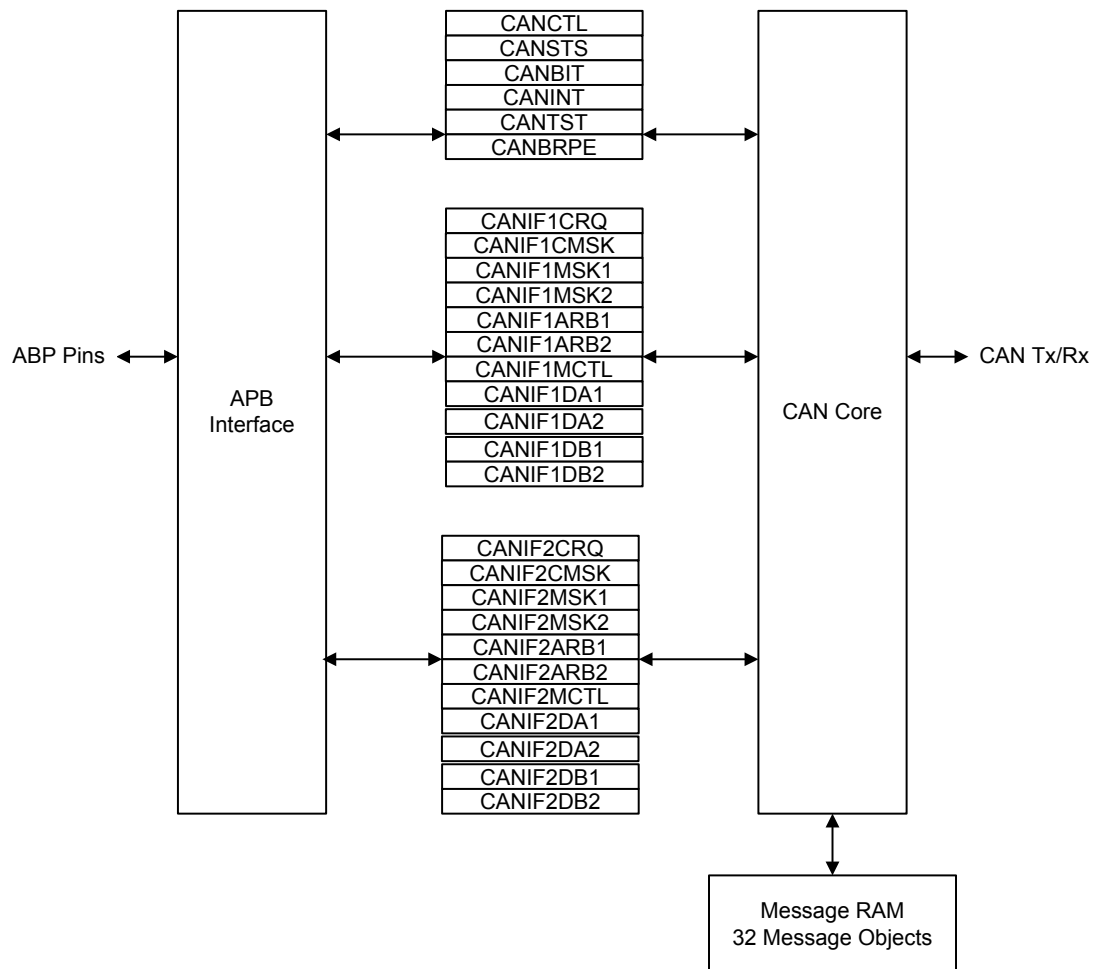 CANCTL
CANSTS
CANBIT
CANINT
CANTST
CANBRPE
CANIF1CRQ
CANIF1CMSK
CANIF1MSK1
CANIF1MSK2
CANIF1ARB1
CANIF1ARB2
CANIF1MCTL
CANIF1DA1
CANIF1DA2
CANIF1DB1
CANIF1DB2
ABP Pins
APB
Interface
CAN Core
CAN Tx/Rx
CANIF2CRQ
CANIF2CMSK
CANIF2MSK1
CANIF2MSK2
CANIF2ARB1
CANIF2ARB2
CANIF2MCTL
CANIF2DA1
CANIF2DA2
CANIF2DB1
CANIF2DB2
Message RAM
32 Message Objects